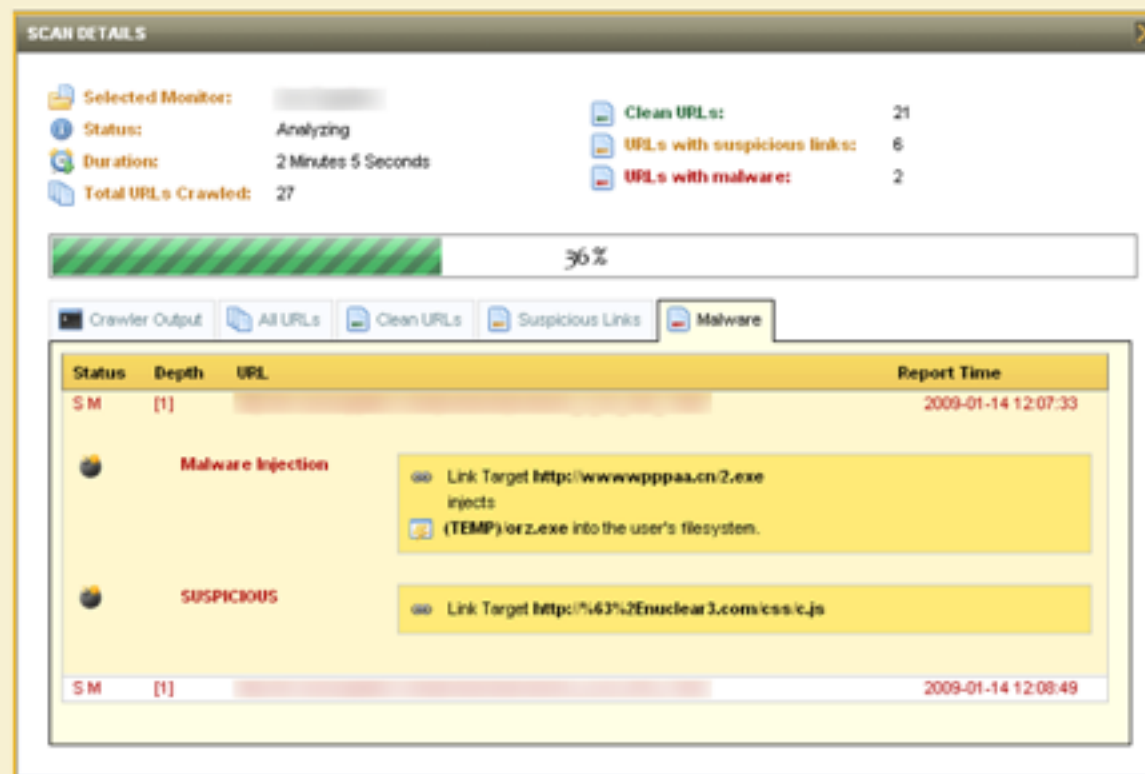 SCAN DETAILS
Selected Monitor:
Status: Analyzing
Duration: 2 Minutes 5 Seconds
Total URLs Crawled: 27
Clean URLs: 21
URLs with suspicious links: 6
URLs with malware: 2
36%
Crawler Output All URLs Clean URLs Suspicious Links Malware
Status Depth URL Report Time
S M [1] 2009-01-14 12:07:33
Malware Injection
Link Target http://wwwwpppaa.cn/2.exe
injects
(TEMP)/orz.exe into the user's filesystem.
SUSPICIOUS
Link Target http://%63%2Enuclear3.com/css/c.js
S M [1] 2009-01-14 12:08:49